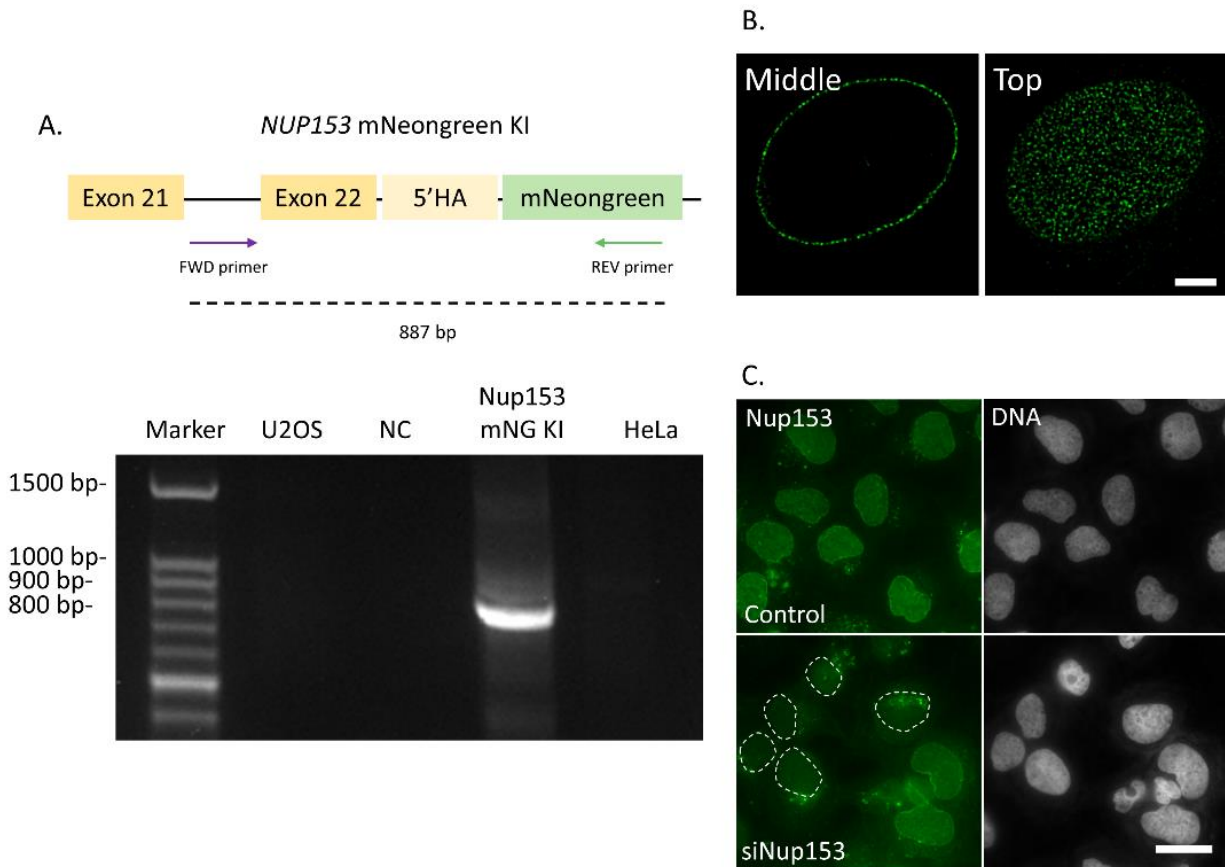 A.
NUP153 mNeongreen KI
Exon 21
Exon 22
5'HA
mNeongreen
FWD primer
REV primer
887 bp
Marker
U2OS
NC
Nup153
mNG KI
HeLa
1500 bp-
1000 bp-
900 bp-
800 bp-
B.
Middle
Top
C.
Nup153
DNA
Control
siNup153